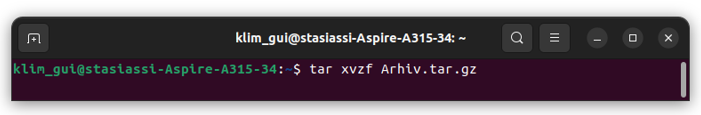 klim_gui@stasiassi-Aspire-A315-34: ~
klim_gui@stasiassi-Aspire-A315-34:~$ tar xvzf Arhiv.tar.gz